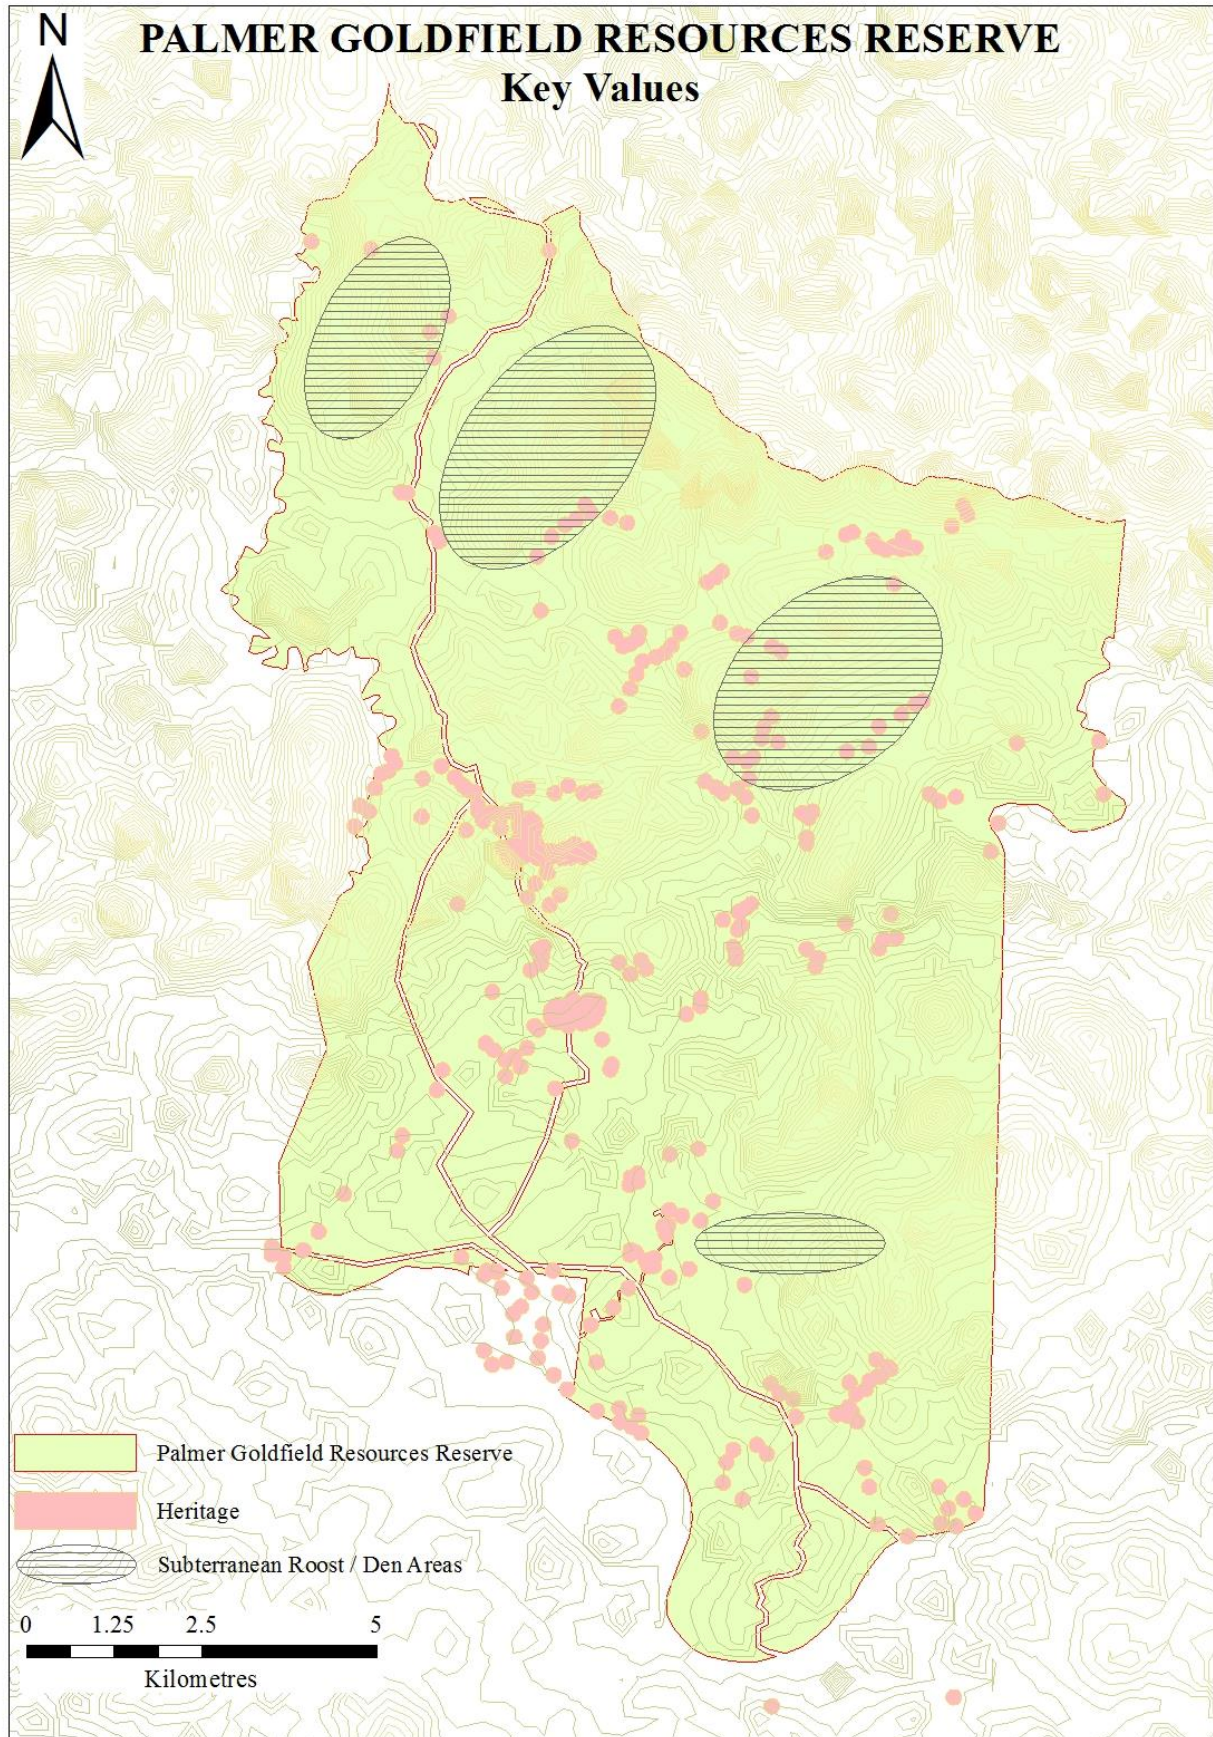 N
PALMER GOLDFIELD RESOURCES RESERVE
Key Values
Palmer Goldfield Resources Reserve
Heritage
Subterranean Roost / Den Areas
0 1.25 2.5 5
Kilometres